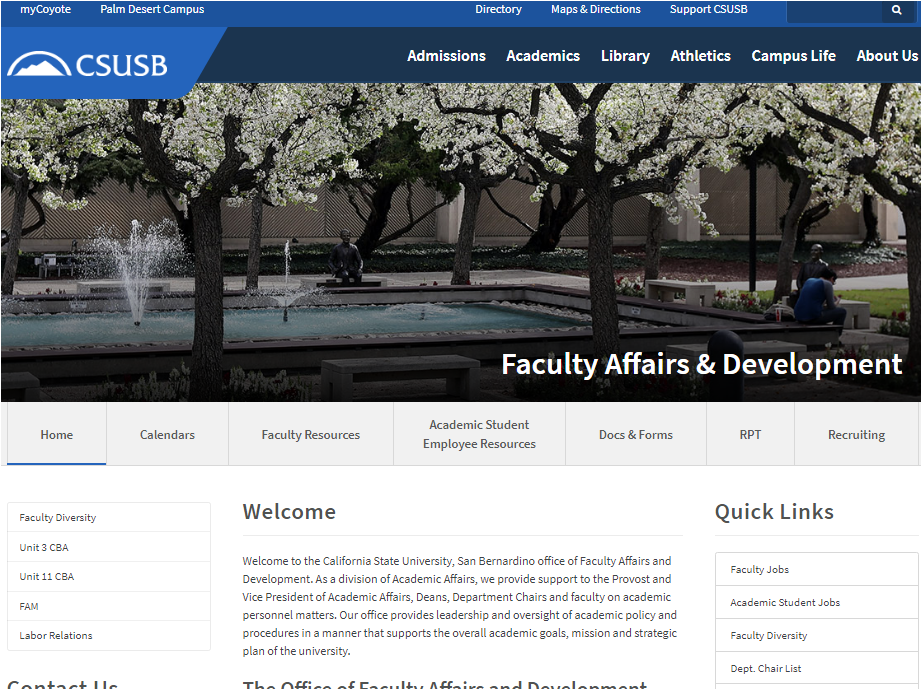 myCoyote Palm Desert Campus Directory Maps & Directions Support CSUSB
CSUSB
Admissions Academics Library Athletics Campus Life About Us
Faculty Affairs & Development
Home
Calendars
Faculty Resources
Academic Student
Employee Resources
Docs & Forms
RPT
Recruiting
Faculty Diversity
Unit 3 CBA
Unit 11 CBA
FAM
Labor Relations
Contact Us
Welcome
Welcome to the California State University, San Bernardino office of Faculty Affairs and
Development. As a division of Academic Affairs, we provide support to the Provost and
Vice President of Academic Affairs, Deans, Department Chairs and faculty on academic
personnel matters. Our office provides leadership and oversight of academic policy and
procedures in a manner that supports the overall academic goals, mission and strategic
plan of the university.
The Office of Faculty Affairs and Development
Quick Links
Faculty Jobs
Academic Student Jobs
Faculty Diversity
Dept. Chair List